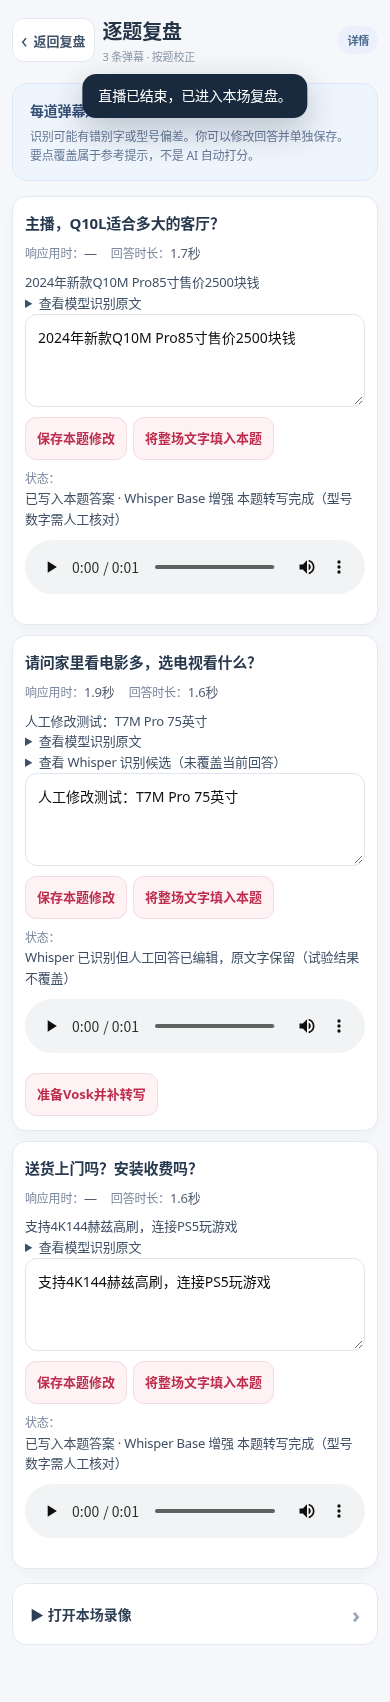 ‹ 返回复盘
逐题复盘
3 条弹幕 · 按题校正
详情
直播已结束，已进入本场复盘。
每道弹幕
识别可能有错别字或型号偏差。你可以修改回答并单独保存。
要点覆盖属于参考提示，不是 AI 自动打分。
主播，Q10L适合多大的客厅？
响应用时：— 回答时长：1.7秒
2024年新款Q10M Pro85寸售价2500块钱
▶ 查看模型识别原文
2024年新款Q10M Pro85寸售价2500块钱
保存本题修改 将整场文字填入本题
状态：
已写入本题答案 · Whisper Base 增强 本题转写完成（型号
数字需人工核对）
0:00 / 0:01
请问家里看电影多，选电视看什么？
响应用时：1.9秒 回答时长：1.6秒
人工修改测试：T7M Pro 75英寸
▶ 查看模型识别原文
▶ 查看 Whisper 识别候选（未覆盖当前回答）
人工修改测试：T7M Pro 75英寸
保存本题修改 将整场文字填入本题
状态：
Whisper 已识别但人工回答已编辑，原文字保留（试验结果
不覆盖）
0:00 / 0:01
准备Vosk并补转写
送货上门吗？安装收费吗？
响应用时：— 回答时长：1.6秒
支持4K144赫兹高刷，连接PS5玩游戏
▶ 查看模型识别原文
支持4K144赫兹高刷，连接PS5玩游戏
保存本题修改 将整场文字填入本题
状态：
已写入本题答案 · Whisper Base 增强 本题转写完成（型号
数字需人工核对）
0:00 / 0:01
▶ 打开本场录像 ›